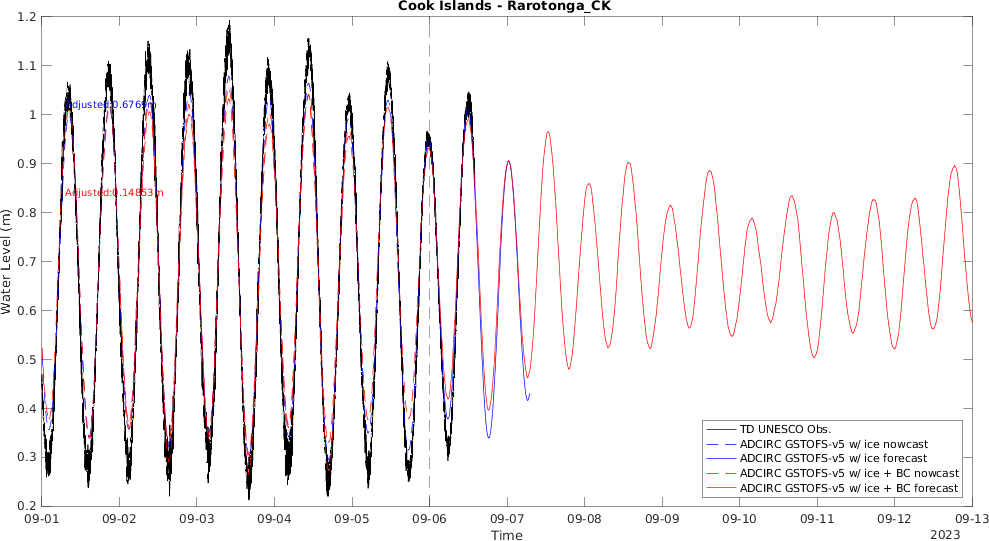 Cook Islands - Rarotonga_CK
1.2
1.1
1
0.9
0.8
0.7
0.6
0.5
0.4
0.3
0.2
Water Level (m)
Adjusted:0.6769m
Adjusted:0.14853m
TD UNESCO Obs.
ADCIRC GSTOFS-v5 w/ ice nowcast
ADCIRC GSTOFS-v5 w/ ice forecast
ADCIRC GSTOFS-v5 w/ ice + BC nowcast
ADCIRC GSTOFS-v5 w/ ice + BC forecast
09-01 09-02 09-03 09-04 09-05 09-06 09-07 09-08 09-09 09-10 09-11 09-12 09-13
Time
2023